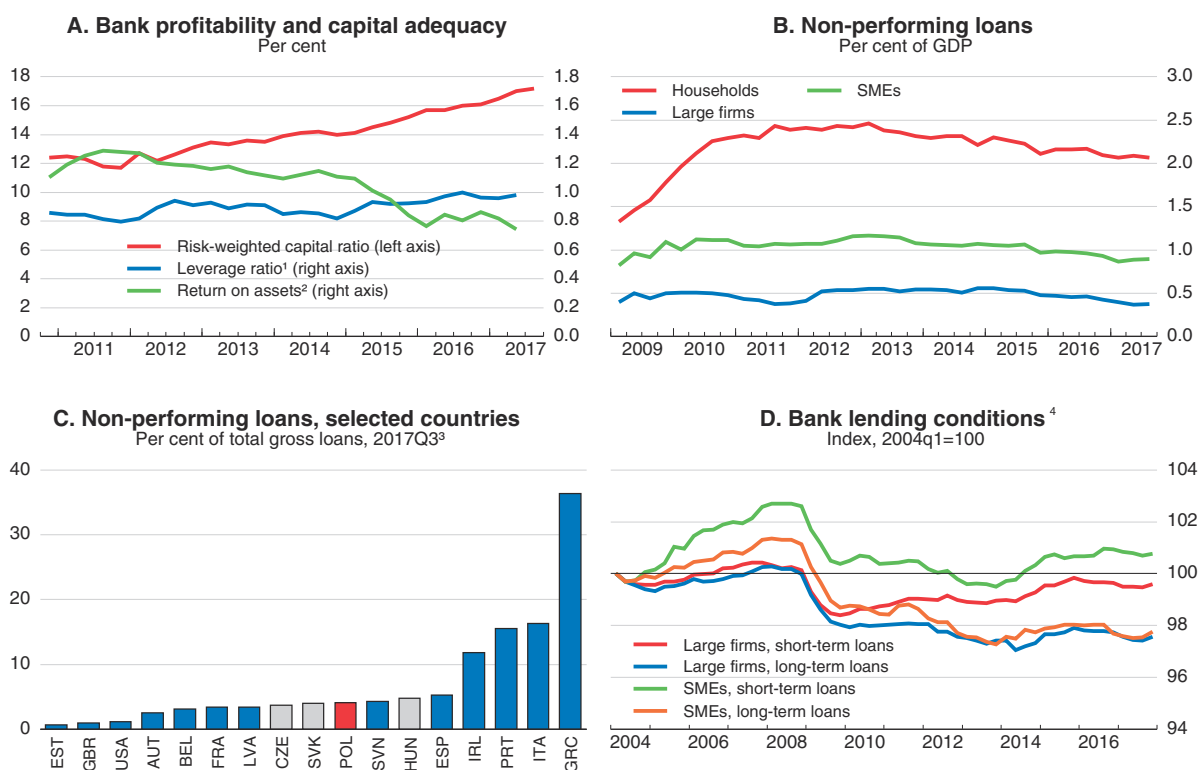 A. Bank profitability and capital adequacy
Per cent
18 1.8
16 1.6
14 1.4
12 1.2
10 1.0
8 0.8
6 0.6
4 0.4
2 0.2
0 0.0
Risk-weighted capital ratio (left axis)
Leverage ratio¹ (right axis)
Return on assets² (right axis)
2011 2012 2013 2014 2015 2016 2017
B. Non-performing loans
Per cent of GDP
3.0
2.5
2.0
1.5
1.0
0.5
0.0
Households SMEs
Large firms
2009 2010 2011 2012 2013 2014 2015 2016 2017
C. Non-performing loans, selected countries
Per cent of total gross loans, 2017Q3³
40
30
20
10
0
EST GBR USA AUT BEL FRA LVA CZE SVK POL SVN HUN ESP IRL PRT ITA GRC
D. Bank lending conditions ⁴
Index, 2004q1=100
104
102
100
98
96
94
Large firms, short-term loans
Large firms, long-term loans
SMEs, short-term loans
SMEs, long-term loans
2004 2006 2008 2010 2012 2014 2016